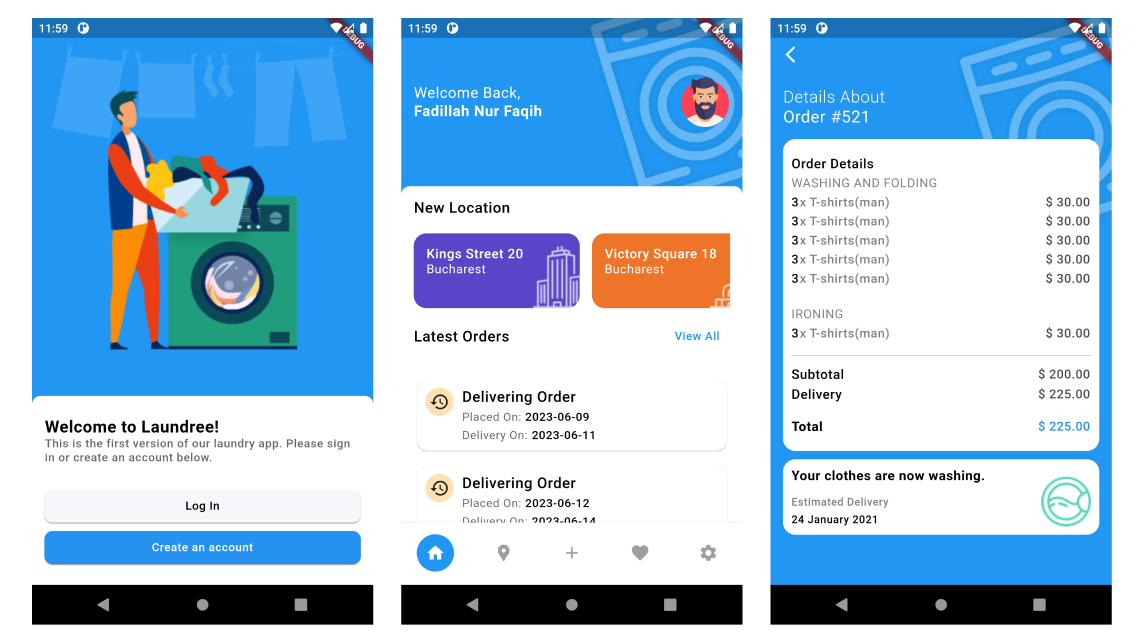 11:59
DEBUG
Welcome to Laundree!
This is the first version of our laundry app. Please sign
in or create an account below.
Log In
Create an account
11:59
DEBUG
Welcome Back,
Fadillah Nur Faqih
New Location
Kings Street 20
Bucharest
Victory Square 18
Bucharest
Latest Orders View All
Delivering Order
Placed On: 2023-06-09
Delivery On: 2023-06-11
Delivering Order
Placed On: 2023-06-12
Delivery On: 2023-06-14
11:59
DEBUG
Details About
Order #521
Order Details
WASHING AND FOLDING
3x T-shirts(man) $ 30.00
3x T-shirts(man) $ 30.00
3x T-shirts(man) $ 30.00
3x T-shirts(man) $ 30.00
3x T-shirts(man) $ 30.00
IRONING
3x T-shirts(man) $ 30.00
Subtotal $ 200.00
Delivery $ 225.00
Total $ 225.00
Your clothes are now washing.
Estimated Delivery
24 January 2021